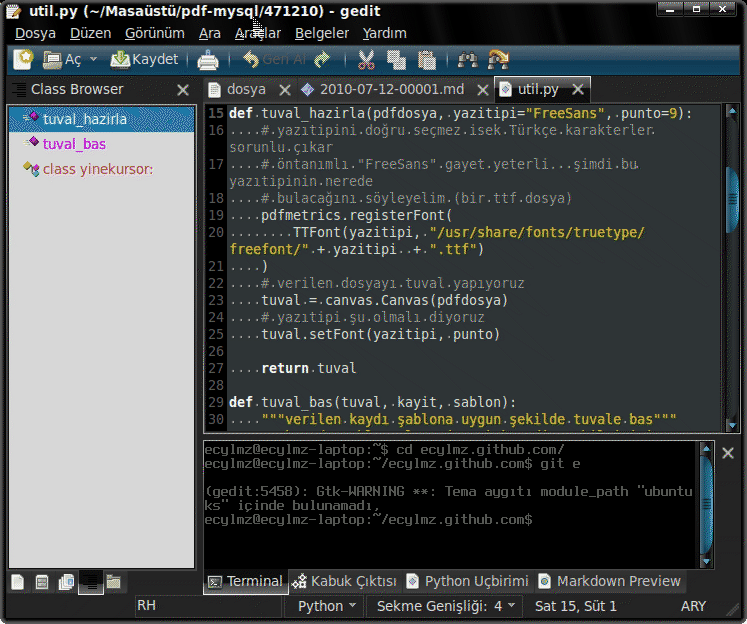 util.py (~/Masaüstü/pdf-mysql/471210) - gedit
Dosya Düzen Görünüm Ara Araçlar Belgeler Yardım
Aç Kaydet Geri Al
Class Browser
tuval_hazirla
tuval_bas
class yinekursor:
dosya 2010-07-12-00001.md util.py
15 def.tuval_hazirla(pdfdosya,.yazitipi="FreeSans",.punto=9):
16 ....#.yazıtipini.doğru.seçmez.isek.Türkçe.karakterler.
sorunlu.çıkar
17 ....#.öntanımlı."FreeSans".gayet.yeterli...şimdi.bu.
yazıtipinin.nerede
18 ....#.bulacağını.söyleyelim.(bir.ttf.dosya)
19 ....pdfmetrics.registerFont(
20 ........TTFont(yazitipi,."/usr/share/fonts/truetype/
freefont/".+.yazitipi..+.".ttf")
21 ....)
22 ....#.verilen.dosyayı.tuval.yapıyoruz
23 ....tuval.=.canvas.Canvas(pdfdosya)
24 ....#.yazıtipi.şu.olmalı.diyoruz
25 ....tuval.setFont(yazitipi,.punto)
26
27 ....return.tuval
28
29 def.tuval_bas(tuval,.kayit,.sablon):
30 ...."""verilen.kaydı.şablona.uygun.şekilde.tuvale.bas"""
ecylmz@ecylmz-laptop:~$ cd ecylmz.github.com/
ecylmz@ecylmz-laptop:~/ecylmz.github.com$ git e
(gedit:5458): Gtk-WARNING **: Tema aygıtı module_path "ubuntu
ks" içinde bulunamadı,
ecylmz@ecylmz-laptop:~/ecylmz.github.com$
Terminal Kabuk Çıktısı Python Uçbirimi Markdown Preview
RH Python Sekme Genişliği: 4 Sat 15, Süt 1 ARY